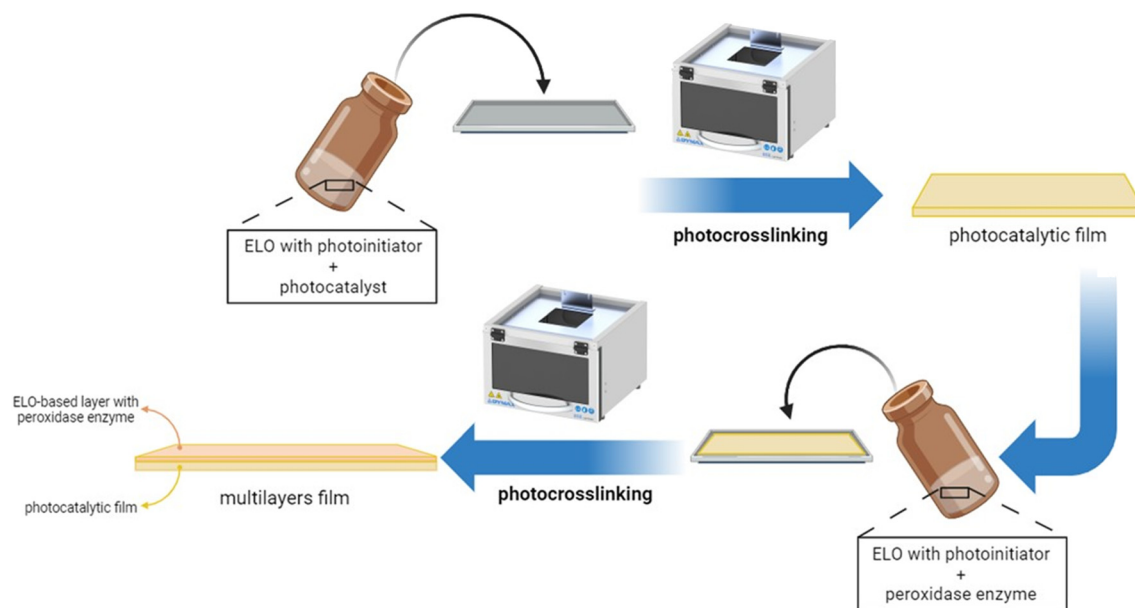 ELO with photoinitiator
+
photocatalyst
photocrosslinking
photocatalytic film
ELO with photoinitiator
+
peroxidase enzyme
photocrosslinking
ELO-based layer with
peroxidase enzyme
photocatalytic film
multilayers film